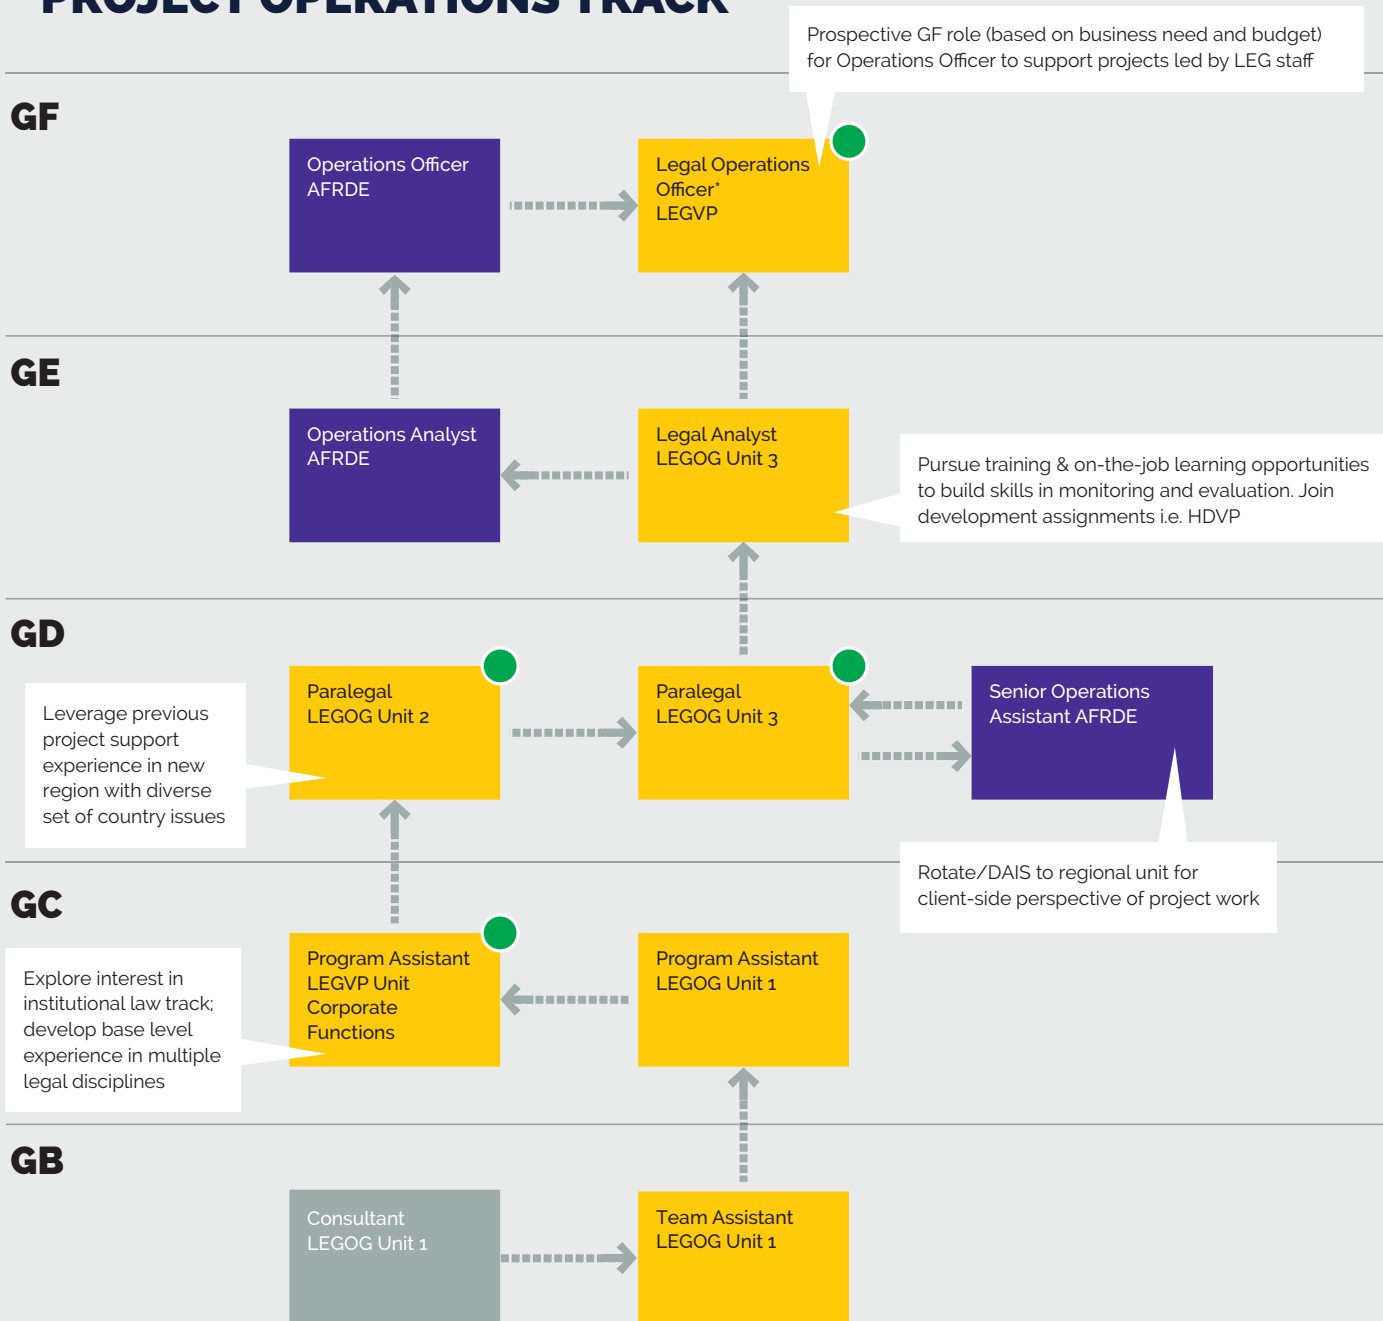 PROJECT OPERATIONS TRACK
Prospective GF role (based on business need and budget)
for Operations Officer to support projects led by LEG staff
GF
Operations Officer
AFRDE
Legal Operations
Officer*
LEGVP
GE
Operations Analyst
AFRDE
Legal Analyst
LEGOG Unit 3
Pursue training & on-the-job learning opportunities
to build skills in monitoring and evaluation. Join
development assignments i.e. HDVP
GD
Paralegal
LEGOG Unit 2
Paralegal
LEGOG Unit 3
Senior Operations
Assistant AFRDE
Leverage previous
project support
experience in new
region with diverse
set of country issues
Rotate/DAIS to regional unit for
client-side perspective of project work
GC
Program Assistant
LEGVP Unit
Corporate
Functions
Program Assistant
LEGOG Unit 1
Explore interest in
institutional law track;
develop base level
experience in multiple
legal disciplines
GB
Consultant
LEGOG Unit 1
Team Assistant
LEGOG Unit 1